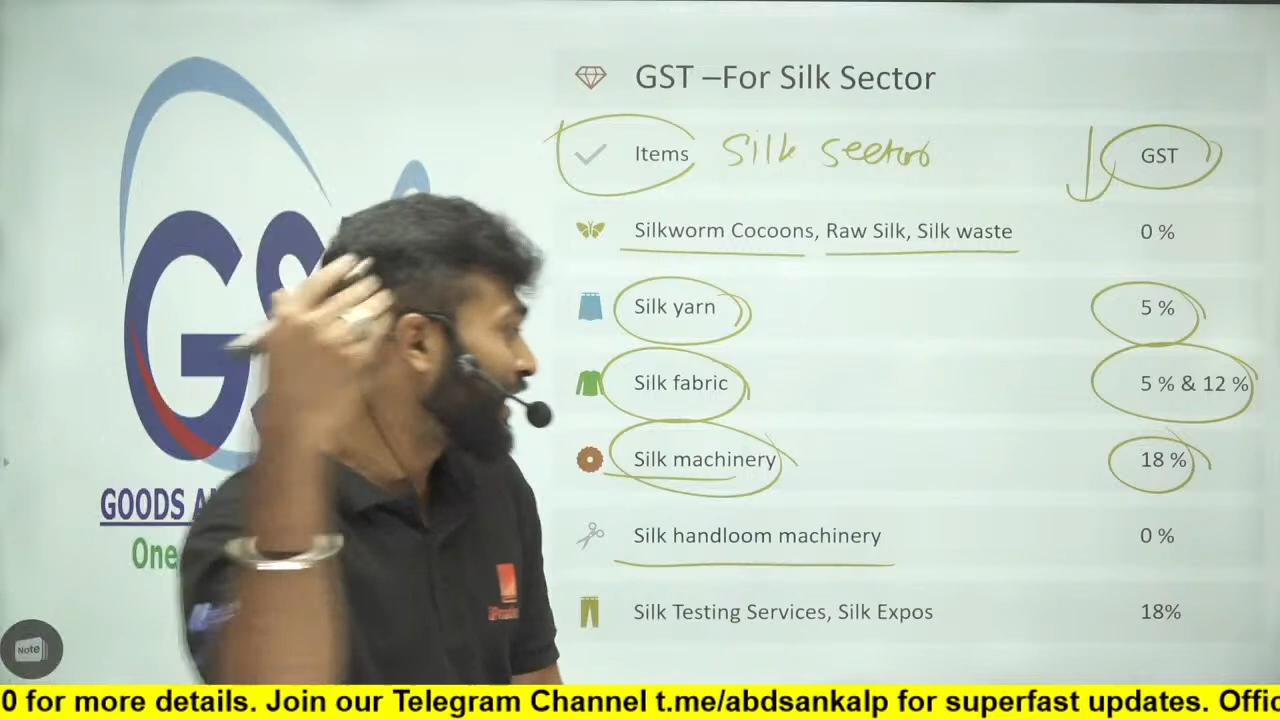 GST –For Silk Sector
Items Silk sector GST
Silkworm Cocoons, Raw Silk, Silk waste 0 %
Silk yarn 5 %
Silk fabric 5 % & 12 %
Silk machinery 18 %
Silk handloom machinery 0 %
Silk Testing Services, Silk Expos 18%
GS
GOODS A
One
Note
0 for more details. Join our Telegram Channel t.me/abdsankalp for superfast updates. Offic